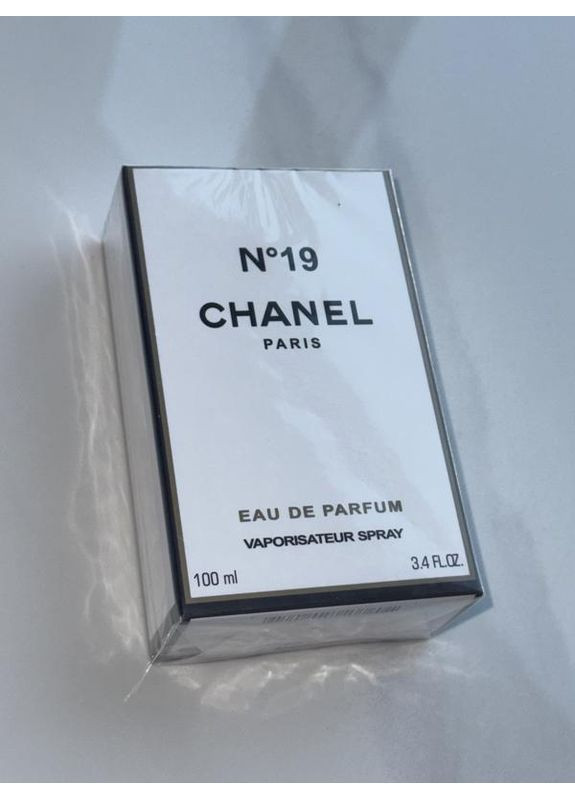 N°19
CHANEL
PARIS
EAU DE PARFUM
VAPORISATEUR SPRAY
100 ml
3.4 FL.OZ.